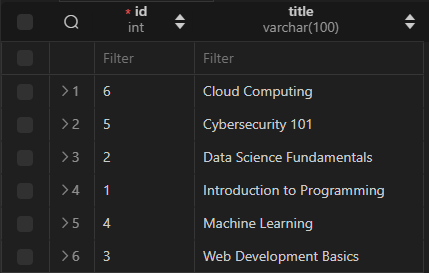 * id title
int varchar(100)
Filter Filter
1 6 Cloud Computing
2 5 Cybersecurity 101
3 2 Data Science Fundamentals
4 1 Introduction to Programming
5 4 Machine Learning
6 3 Web Development Basics